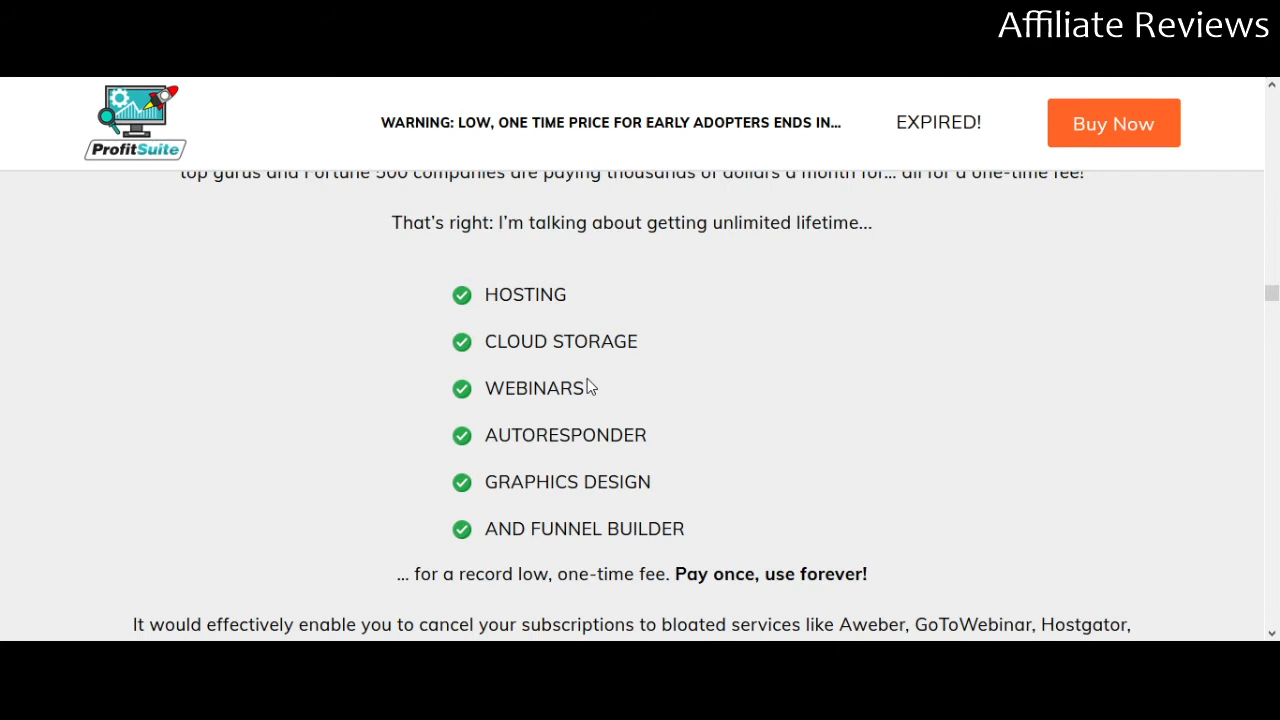 Affiliate Reviews
ProfitSuite
WARNING: LOW, ONE TIME PRICE FOR EARLY ADOPTERS ENDS IN...
EXPIRED!
Buy Now
top gurus and Fortune 500 companies are paying thousands of dollars a month for... all for a one-time fee!
That's right: I'm talking about getting unlimited lifetime...
HOSTING
CLOUD STORAGE
WEBINARS
AUTORESPONDER
GRAPHICS DESIGN
AND FUNNEL BUILDER
... for a record low, one-time fee. Pay once, use forever!
It would effectively enable you to cancel your subscriptions to bloated services like Aweber, GoToWebinar, Hostgator,